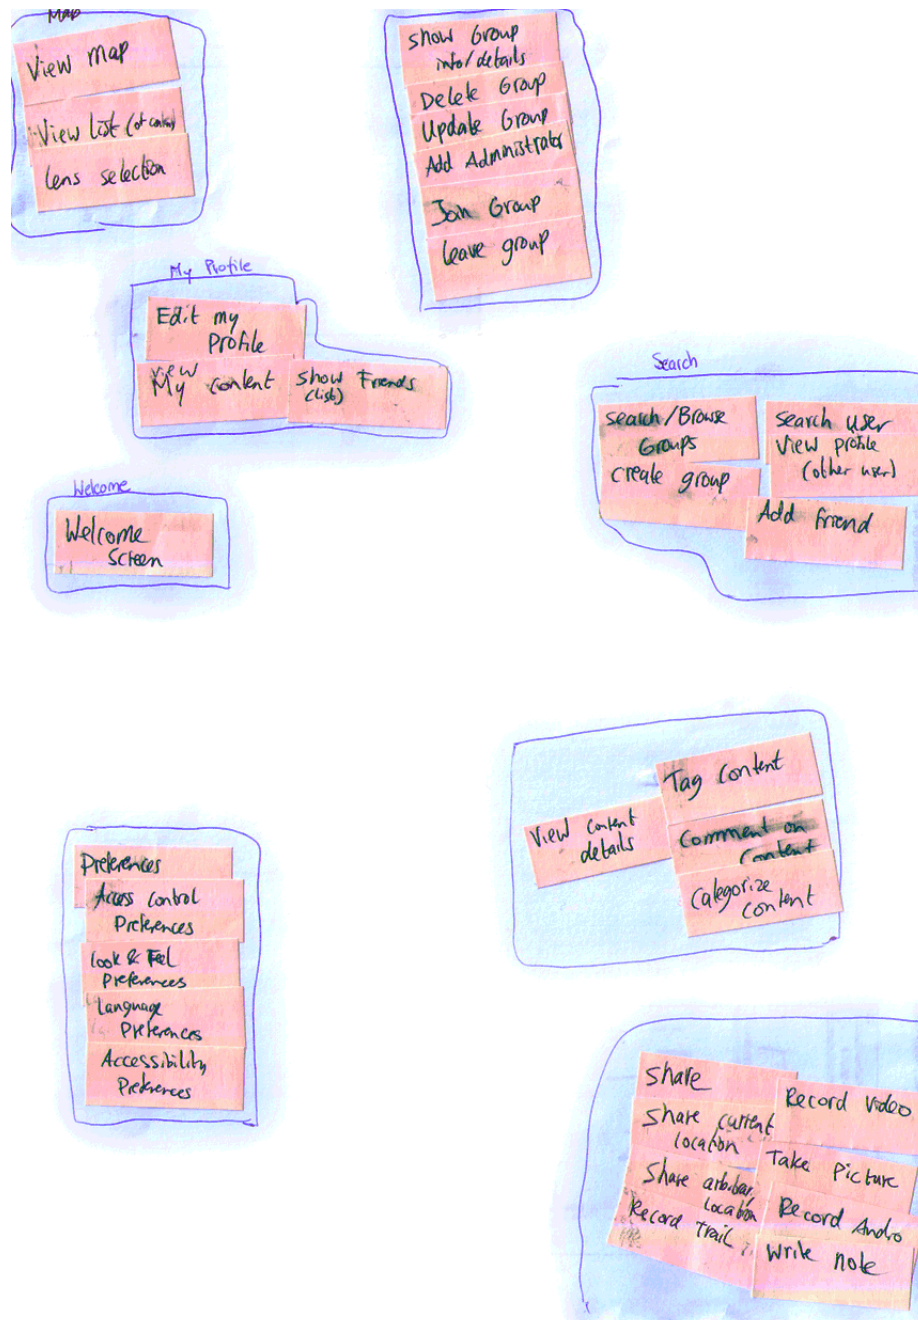 Map
View map
View list (of content)
Lens selection
Show Group
info/details
Delete Group
Update Group
Add Administrator
Join Group
Leave group
My Profile
Edit my
Profile
view
My content
Show Friends
(list)
Search
Search/Browse
Groups
Create group
Search user
View profile
(other user)
Add friend
Welcome
Welcome
Screen
Tag Content
View Content
details
Comment on
Content
Categorize
content
Preferences
Access control
Preferences
Look & Feel
Preferences
Language
Preferences
Accessibility
Preferences
Share
Share current
location
Share arbitrary
location
Record Trail
Record Video
Take Picture
Record Audio
Write note